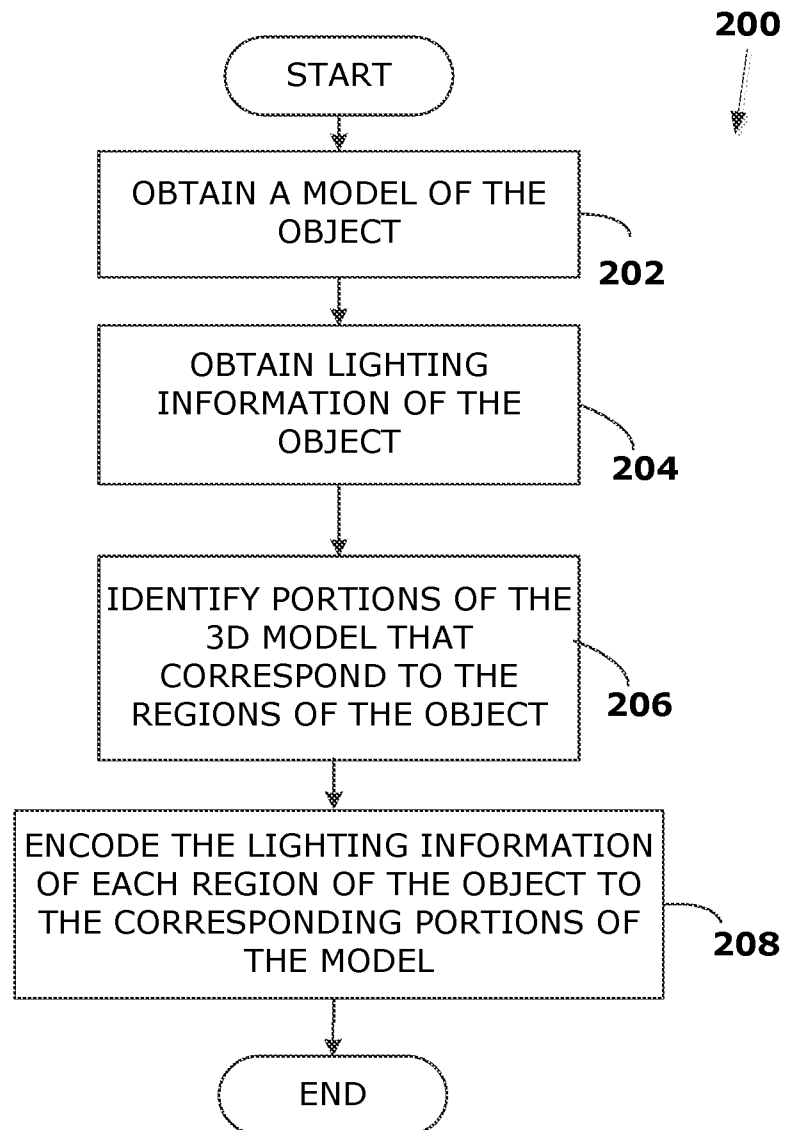 200
START
OBTAIN A MODEL OF THE
OBJECT
202
OBTAIN LIGHTING
INFORMATION OF THE
OBJECT
204
IDENTIFY PORTIONS OF THE
3D MODEL THAT
CORRESPOND TO THE
REGIONS OF THE OBJECT
206
ENCODE THE LIGHTING INFORMATION
OF EACH REGION OF THE OBJECT TO
THE CORRESPONDING PORTIONS OF
THE MODEL
208
END